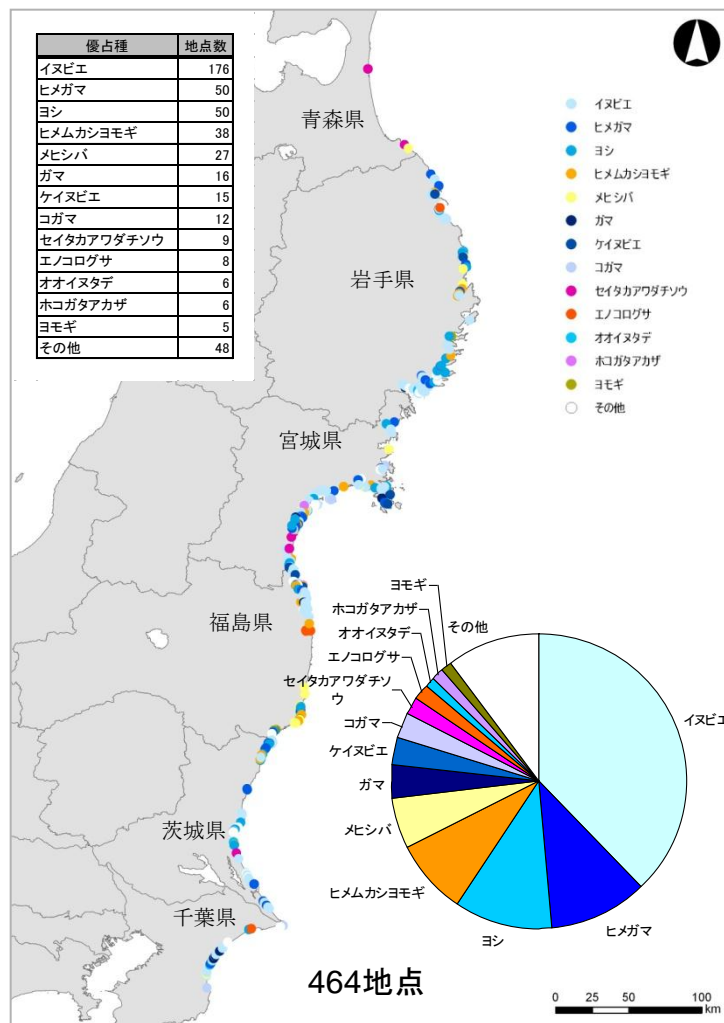 優占種 地点数
イヌビエ 176
ヒメガマ 50
ヨシ 50
ヒメムカシヨモギ 38
メヒシバ 27
ガマ 16
ケイヌビエ 15
コガマ 12
セイタカアワダチソウ 9
エノコログサ 8
オオイヌタデ 6
ホコガタアカザ 6
ヨモギ 5
その他 48
青森県
岩手県
宮城県
福島県
茨城県
千葉県
イヌビエ
ヒメガマ
ヨシ
ヒメムカシヨモギ
メヒシバ
ガマ
ケイヌビエ
コガマ
セイタカアワダチソウ
エノコログサ
オオイヌタデ
ホコガタアカザ
ヨモギ
その他
ヨモギ
ホコガタアカザ
その他
オオイヌタデ
エノコログサ
セイタカアワダチソ
ウ
コガマ
ケイヌビエ
ガマ
メヒシバ
ヒメムカシヨモギ
ヨシ
ヒメガマ
イヌビエ
464地点
0 25 50 100
km